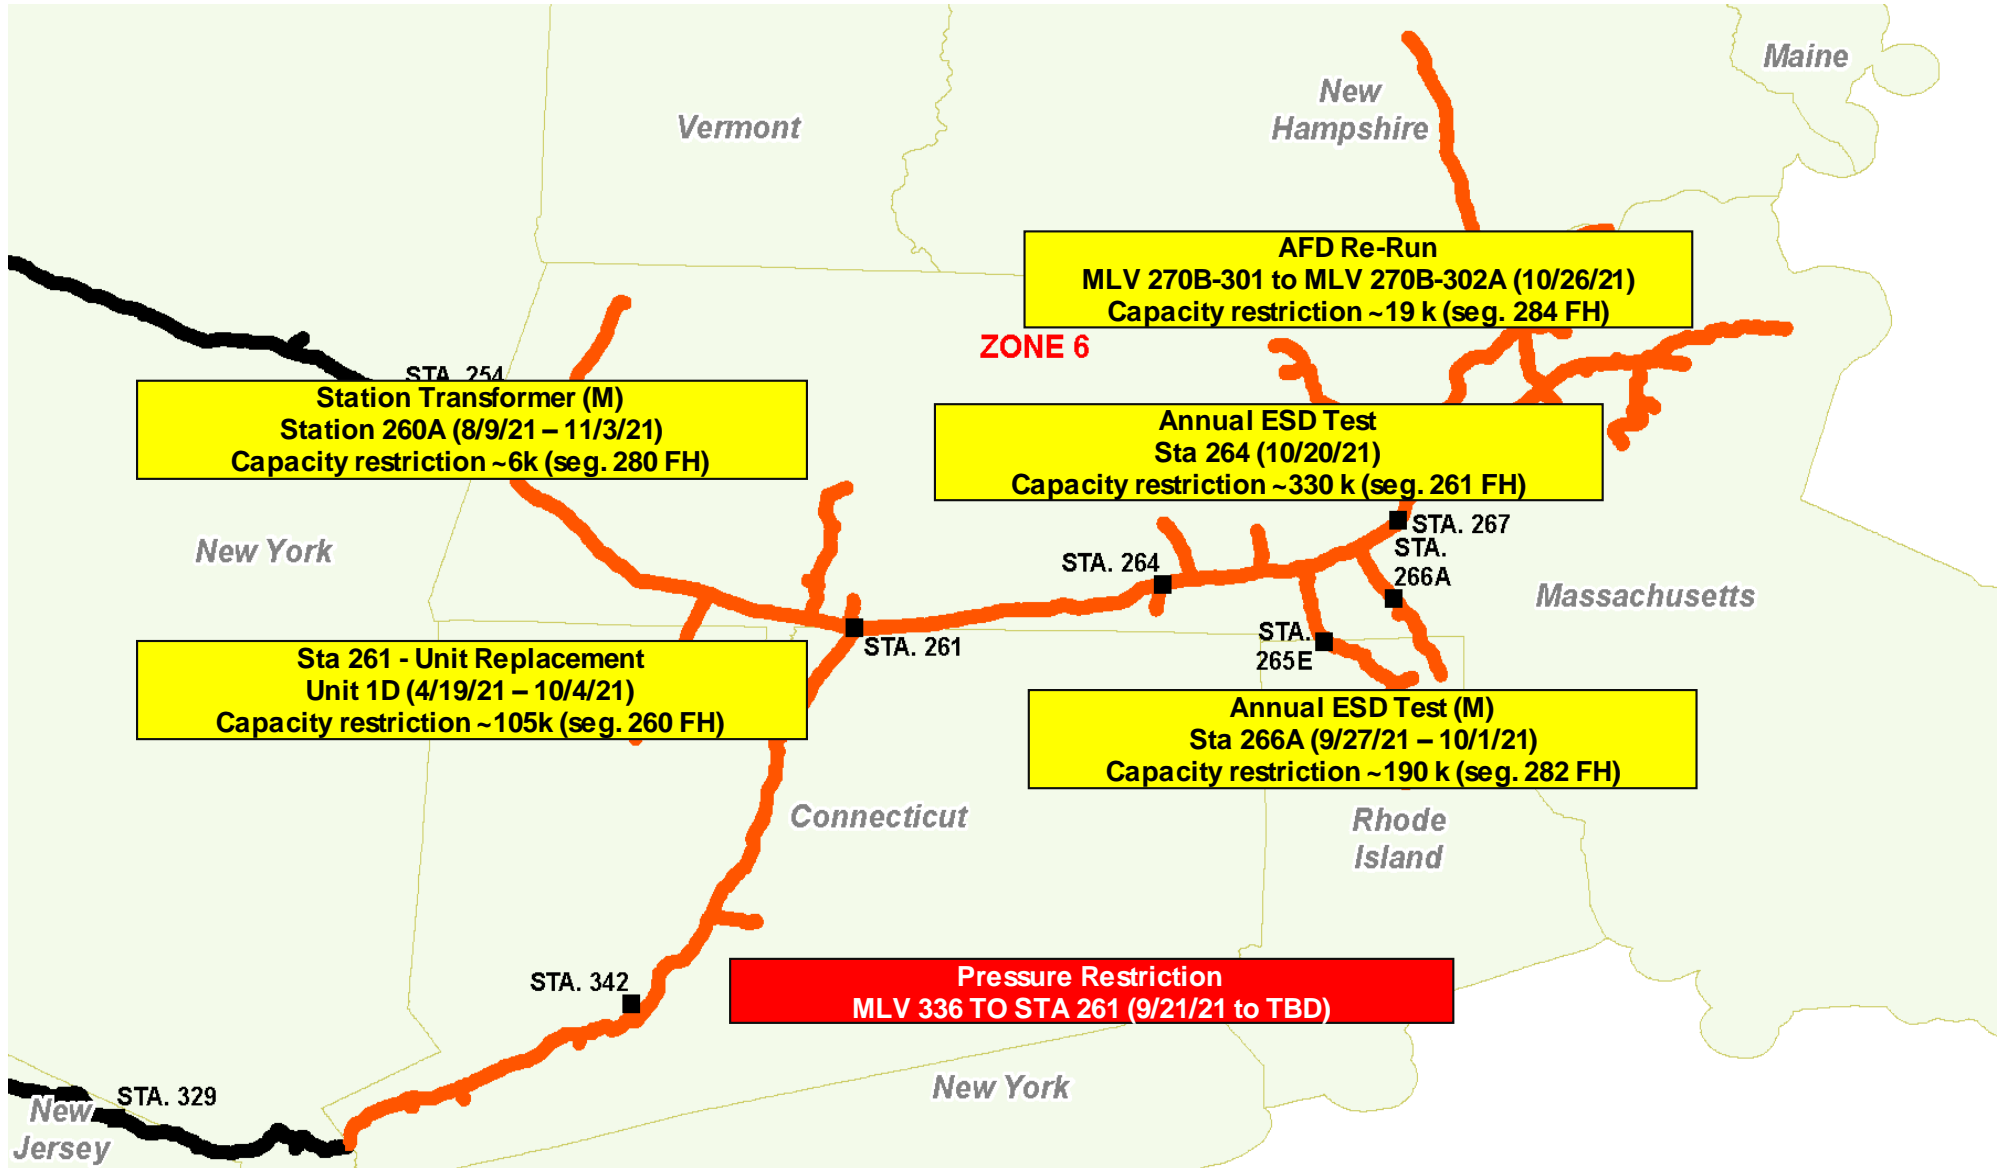 Maine
New
Hampshire
Vermont
AFD Re-Run
MLV 270B-301 to MLV 270B-302A (10/26/21)
Capacity restriction ~19 k (seg. 284 FH)
ZONE 6
STA. 254
Station Transformer (M)
Station 260A (8/9/21 – 11/3/21)
Capacity restriction ~6k (seg. 280 FH)
Annual ESD Test
Sta 264 (10/20/21)
Capacity restriction ~330 k (seg. 261 FH)
New York
STA. 267
STA. 264
STA.
266A
Massachusetts
STA. 261
STA.
265E
Sta 261 - Unit Replacement
Unit 1D (4/19/21 – 10/4/21)
Capacity restriction ~105k (seg. 260 FH)
Annual ESD Test (M)
Sta 266A (9/27/21 – 10/1/21)
Capacity restriction ~190 k (seg. 282 FH)
Connecticut
Rhode
Island
STA. 342
Pressure Restriction
MLV 336 TO STA 261 (9/21/21 to TBD)
New York
STA. 329
New
Jersey